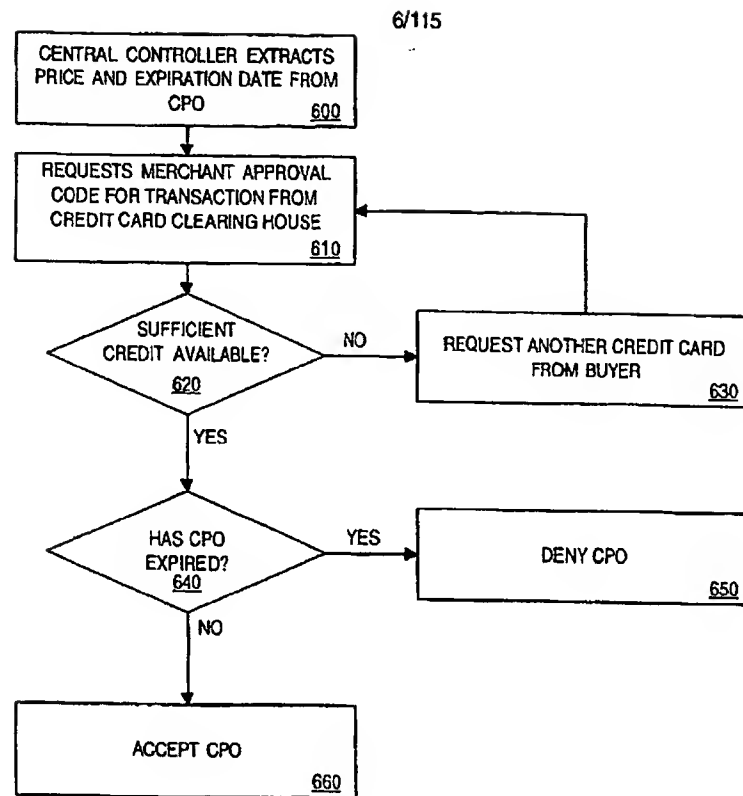 6/115
CENTRAL CONTROLLER EXTRACTS
PRICE AND EXPIRATION DATE FROM
CPO
600
REQUESTS MERCHANT APPROVAL
CODE FOR TRANSACTION FROM
CREDIT CARD CLEARING HOUSE
610
SUFFICIENT
CREDIT AVAILABLE?
620
NO
REQUEST ANOTHER CREDIT CARD
FROM BUYER
630
YES
HAS CPO
EXPIRED?
640
YES
DENY CPO
650
NO
ACCEPT CPO
660